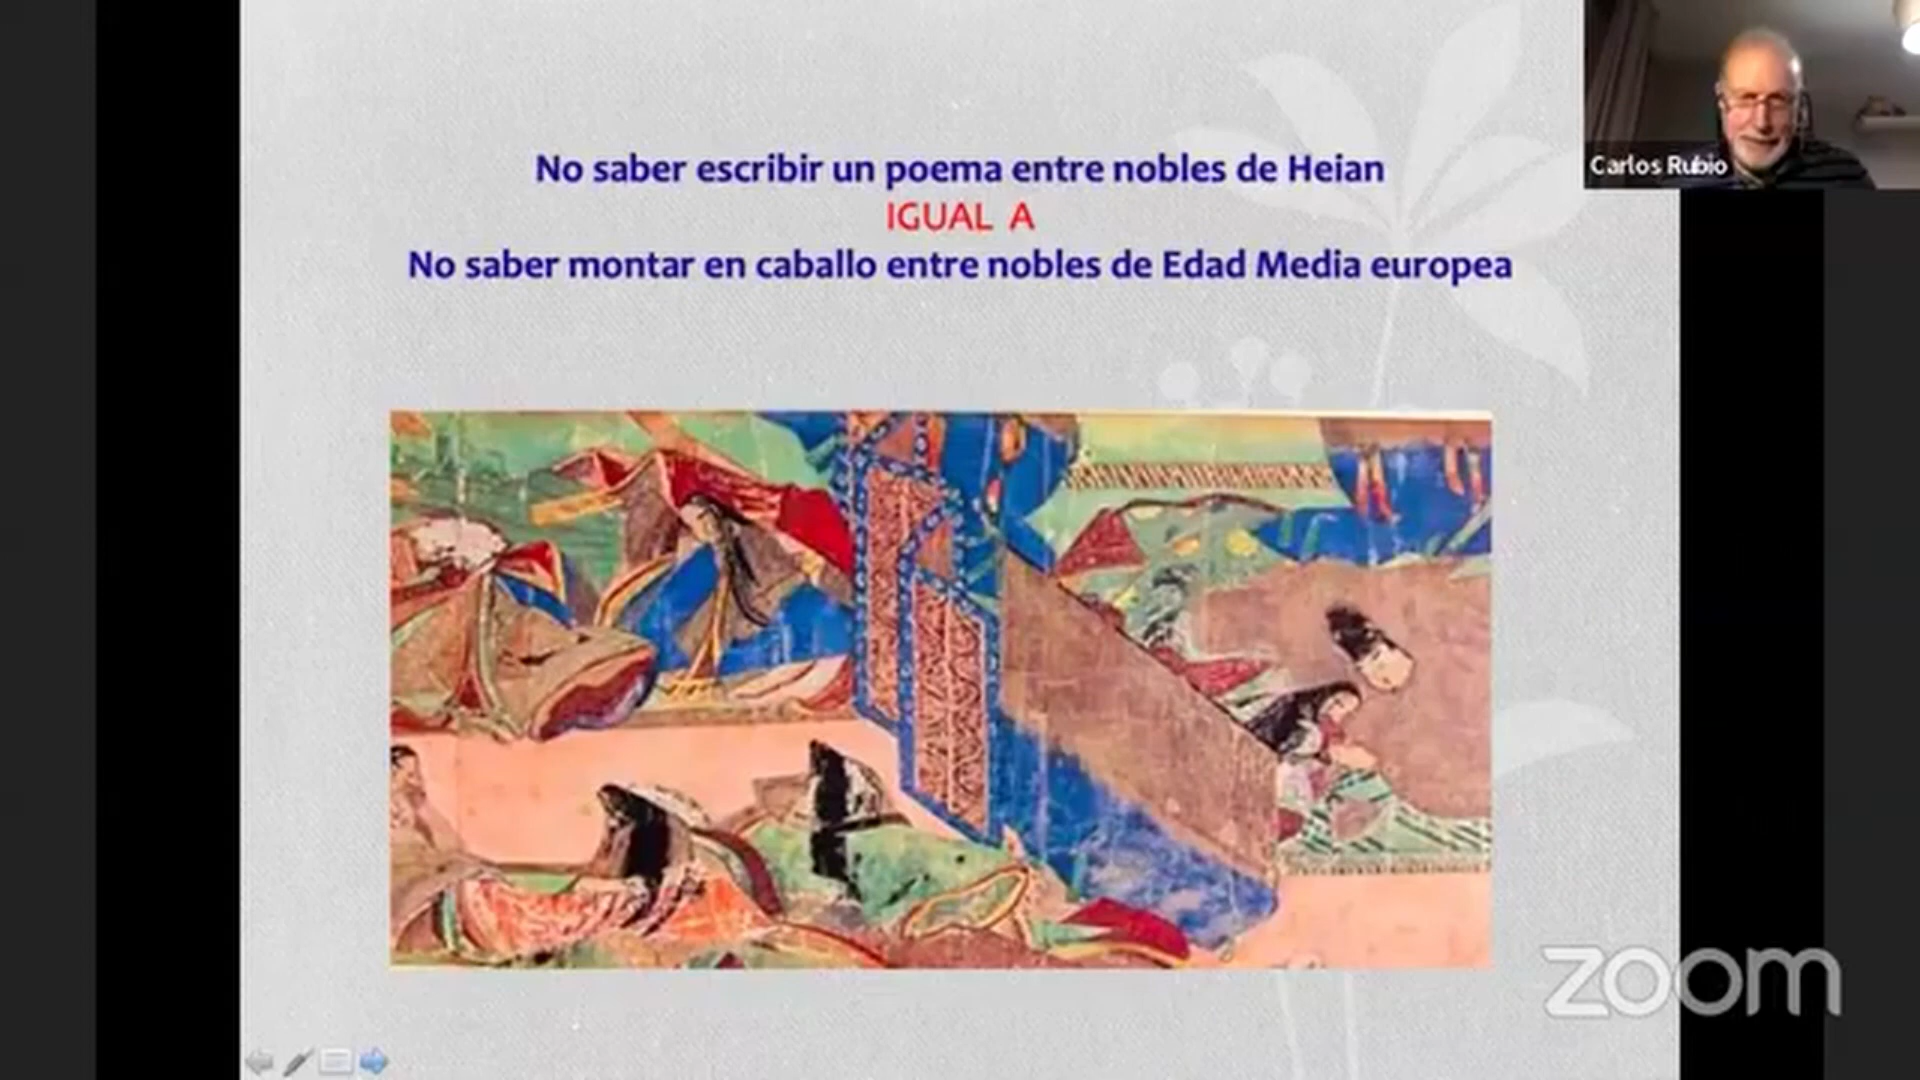 No saber escribir un poema entre nobles de Heian
IGUAL A
No saber montar en caballo entre nobles de Edad Media europea
Carlos Rubio
zoom